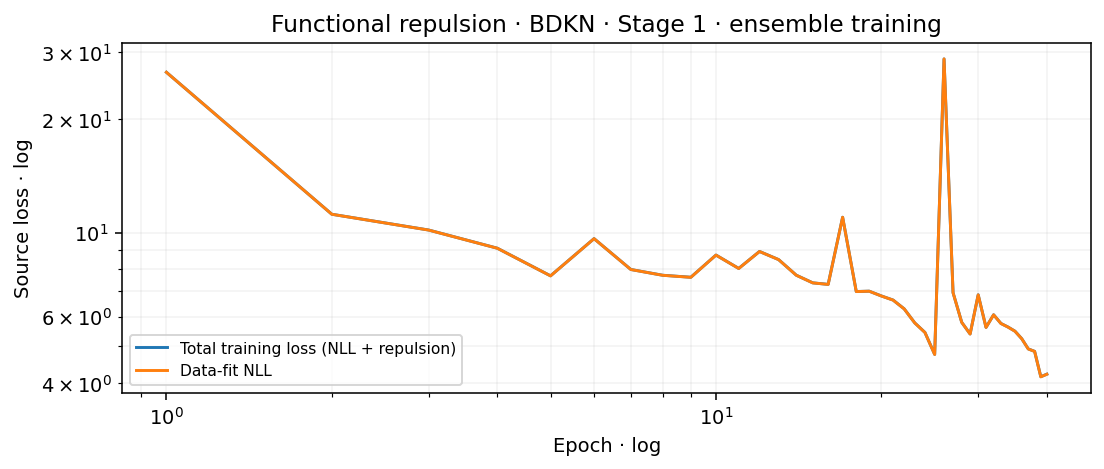 Functional repulsion · BDKN · Stage 1 · ensemble training
Source loss · log
3 × 10¹
2 × 10¹
10¹
6 × 10⁰
4 × 10⁰
Total training loss (NLL + repulsion)
Data-fit NLL
10⁰
10¹
Epoch · log